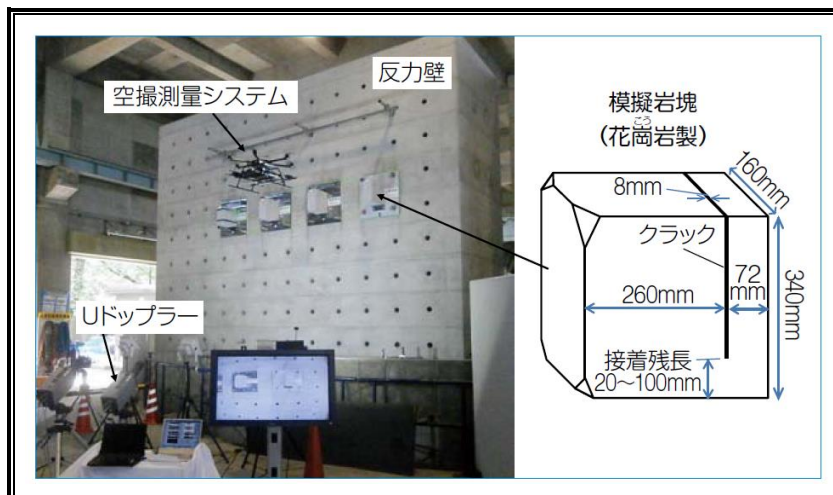 空撮測量システム
反力壁
Uドップラー
模擬岩塊
こう
(花崗岩製)
160mm
8mm
クラック
72
mm
260mm
340mm
接着残長
20〜100mm